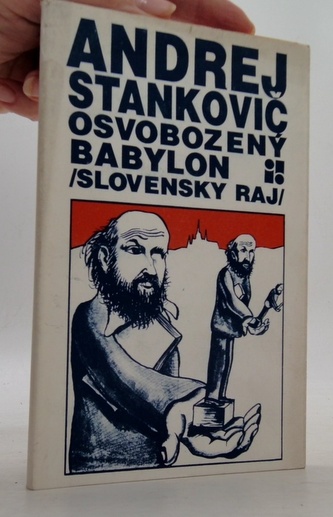 ANDREJ
STANKOVIČ
OSVOBOZENÝ
BABYLON
/SLOVENSKY RAJ/